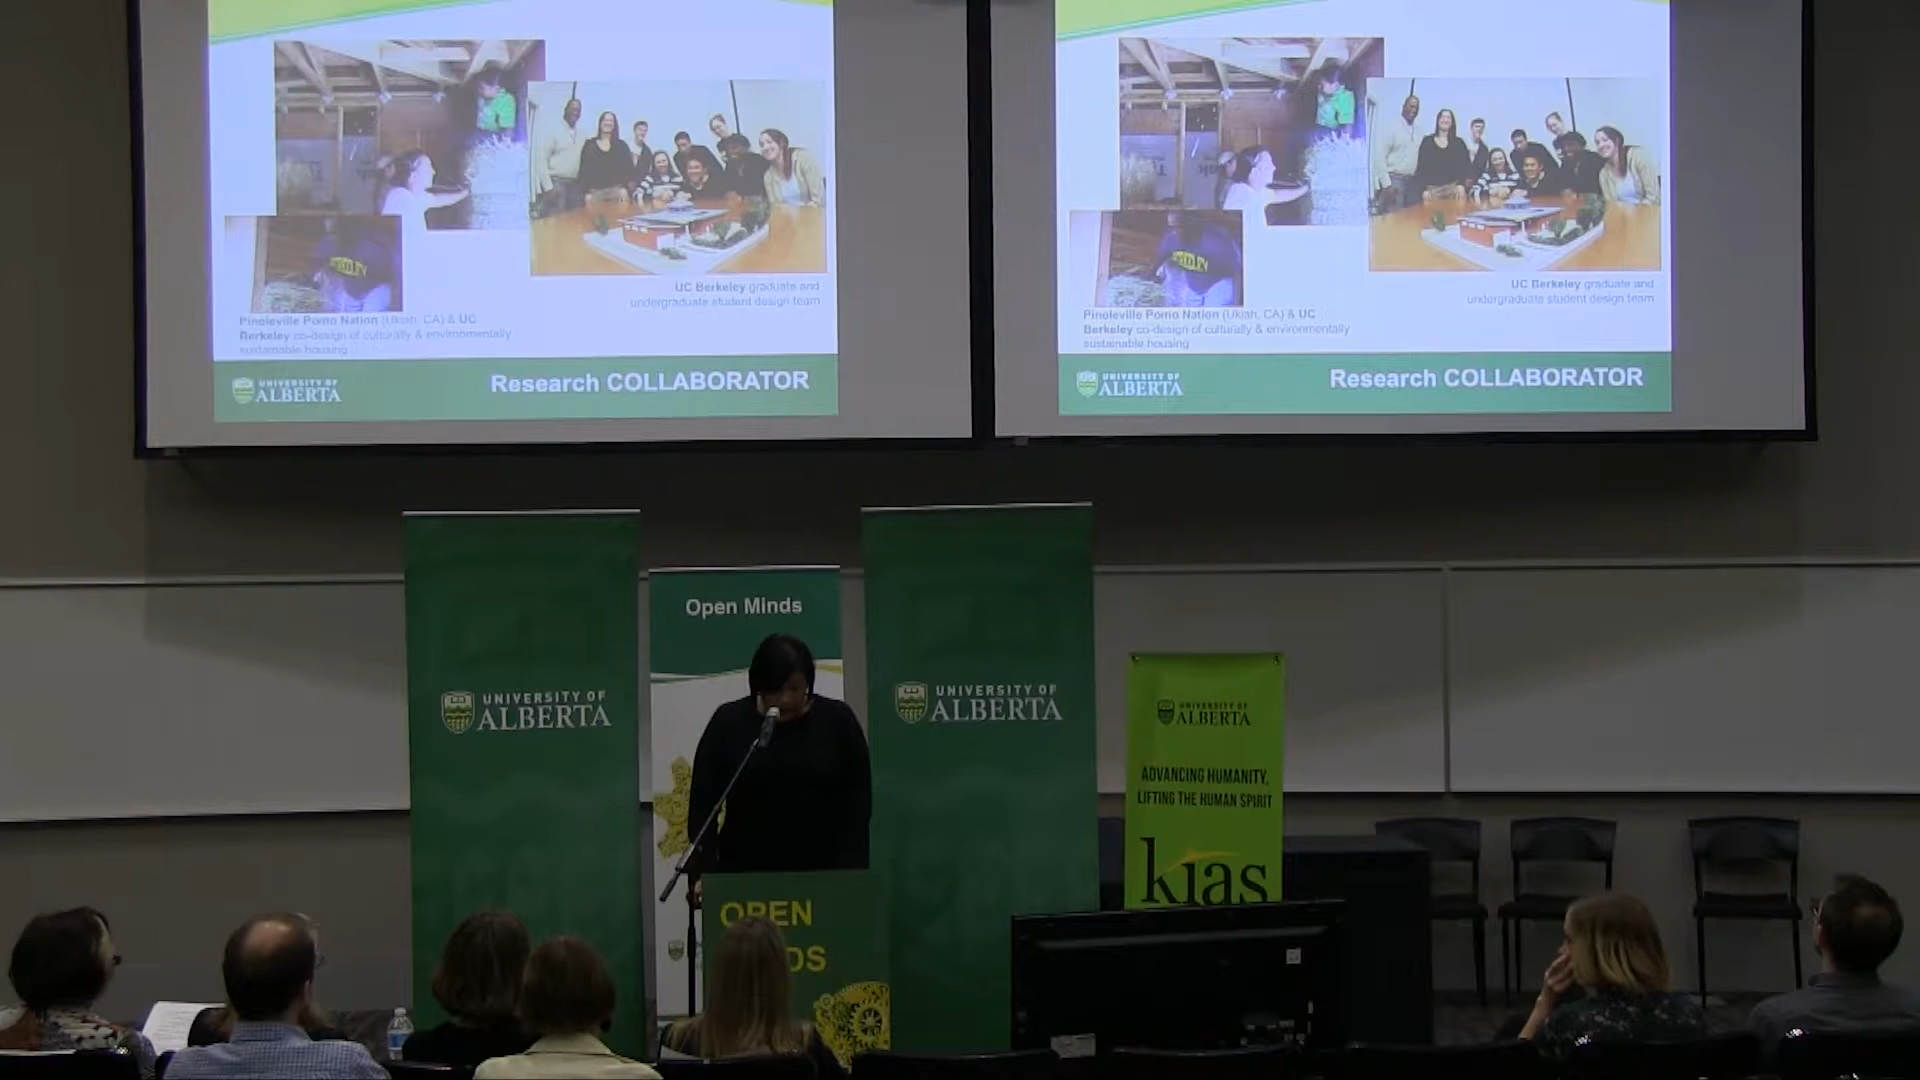 UC Berkeley graduate and
undergraduate student design team
Pinoleville Pomo Nation (Ukiah, CA) & UC
Berkeley co-design of culturally & environmentally
sustainable housing
UNIVERSITY OF
ALBERTA
Research COLLABORATOR
UC Berkeley graduate and
undergraduate student design team
Pinoleville Pomo Nation (Ukiah, CA) & UC
Berkeley co-design of culturally & environmentally
sustainable housing
UNIVERSITY OF
ALBERTA
Research COLLABORATOR
UNIVERSITY OF
ALBERTA
Open Minds
UNIVERSITY OF
ALBERTA
UNIVERSITY OF
ALBERTA
ADVANCING HUMANITY,
LIFTING THE HUMAN SPIRIT
kias
OPEN
DS